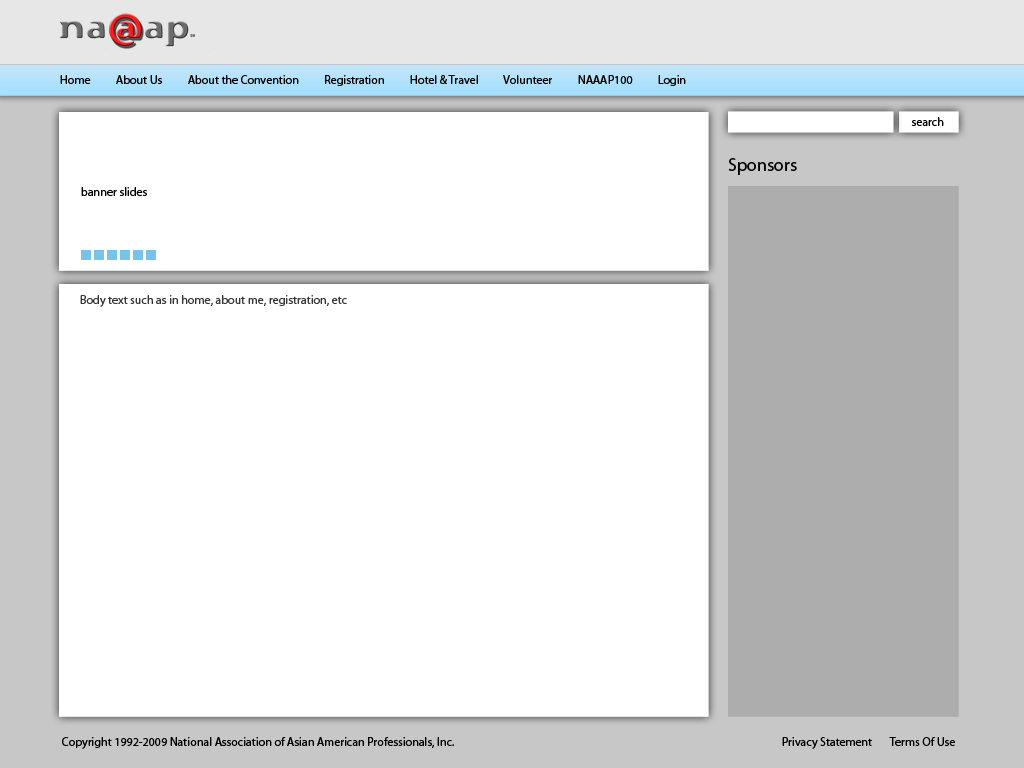 na@ap™
Home About Us About the Convention Registration Hotel & Travel Volunteer NAAAP100 Login
search
Sponsors
banner slides
Body text such as in home, about me, registration, etc
Copyright 1992-2009 National Association of Asian American Professionals, Inc. Privacy Statement Terms Of Use